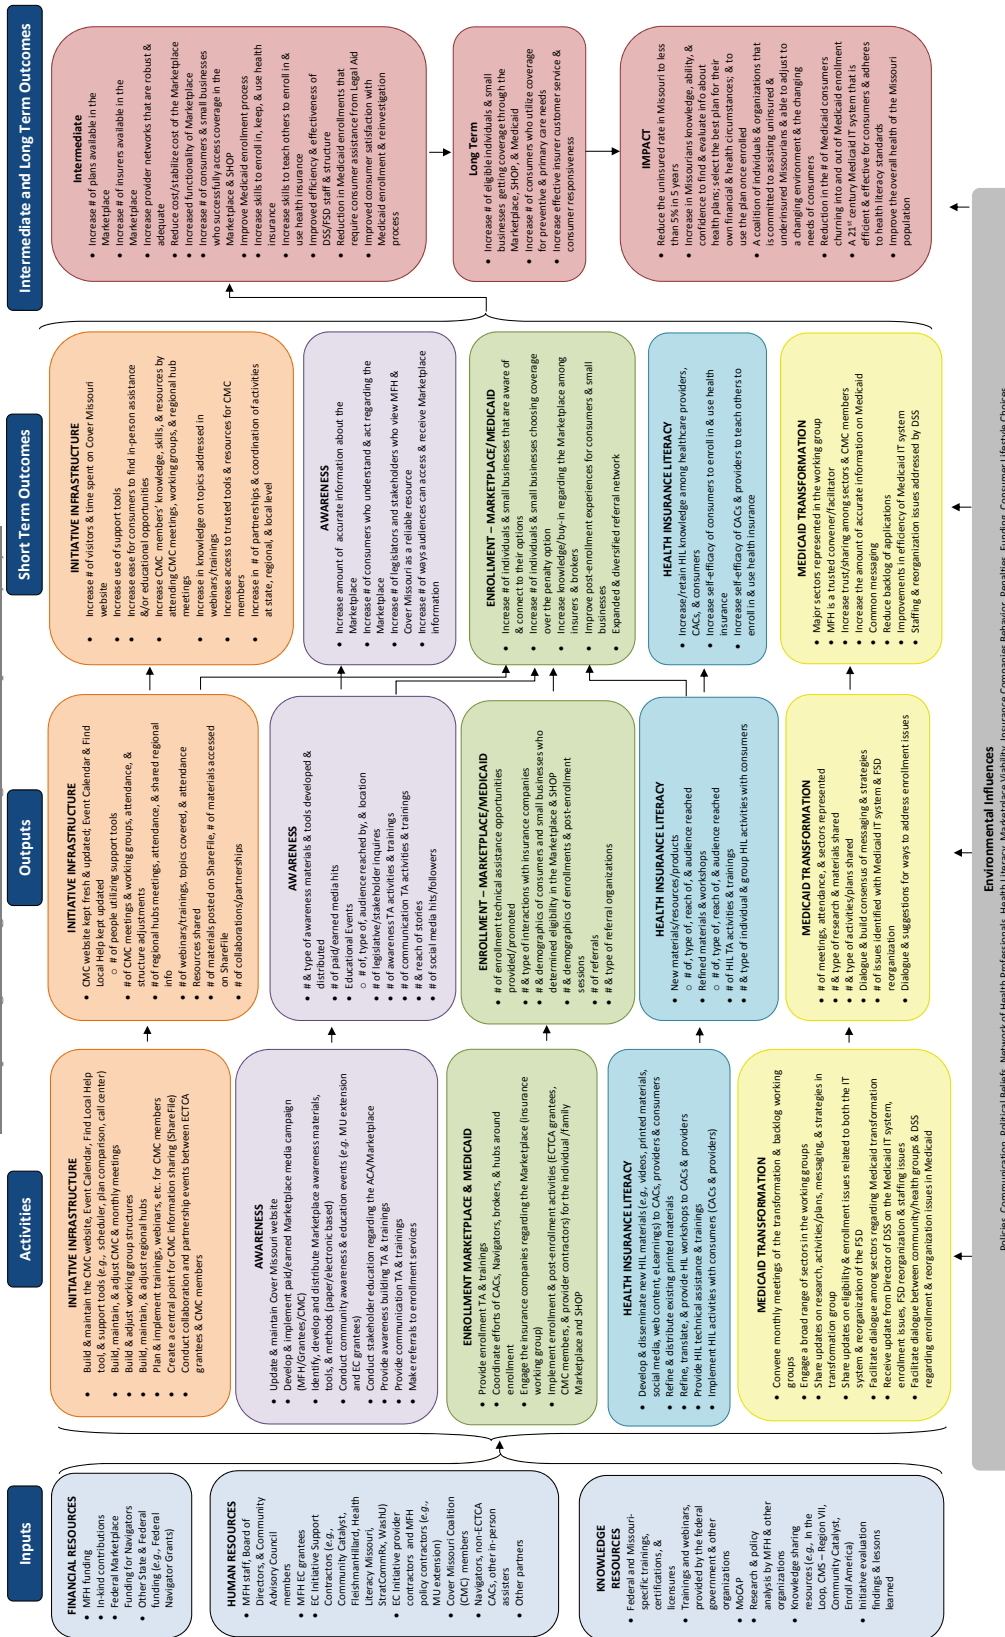 Inputs
FINANCIAL RESOURCES
• MFH funding
• In-kind contributions
• Federal Marketplace
Funding for Navigators
• Other State & Federal
funding (e.g., Federal
Navigator Grants)
HUMAN RESOURCES
• MFH staff, Board of
Directors, & Community
Advisory Council
members
• MFH EC grantees
• EC Initiative Support
Contractors (e.g.,
Community Catalyst,
FleishmanHillard, Health
Literacy Missouri,
StratCommRx, WashU)
• EC Initiative provider
contractors and MFH
policy contractors (e.g.,
MU extension)
• Cover Missouri Coalition
(CMC) members
• Navigators, non-ECTCA
CACs, other in-person
assisters
• Other partners
KNOWLEDGE
RESOURCES
• Federal and Missouri-
specific trainings,
certifications, &
licensures
• Trainings and webinars,
provided by the federal
government & other
organizations
• MoCAP
• Research & policy
analysis by MFH & other
organizations
• Knowledge sharing
resources (e.g., In the
Loop, CMS – Region VII,
Community Catalyst,
Enroll America)
• Initiative evaluation
findings & lessons
learned
Activities
INITIATIVE INFRASTRUCTURE
• Build & maintain the CMC website, Event Calendar, Find Local Help
tool, & support tools (e.g., scheduler, plan comparison, call center)
• Build, maintain, & adjust CMC & monthly meetings
• Build & adjust working group structures
• Build, maintain, & adjust regional hubs
• Plan & implement trainings, webinars, etc. for CMC members
• Create a central point for CMC information sharing (ShareFile)
• Conduct collaboration and partnership events between ECTCA
grantees & CMC members
AWARENESS
• Update & maintain Cover Missouri website
• Develop & implement paid/earned Marketplace media campaign
(MFH/Grantees/CMC)
• Identify, develop and distribute Marketplace awareness materials,
tools, & methods (paper/electronic based)
• Conduct community awareness & education events (e.g. MU extension
and EC grantees)
• Conduct stakeholder education regarding the ACA/Marketplace
• Provide awareness building TA & trainings
• Provide communication TA & trainings
• Make referrals to enrollment services
ENROLLMENT MARKETPLACE & MEDICAID
• Provide enrollment TA & trainings
• Coordinate efforts of CACs, Navigators, brokers, & hubs around
enrollment
• Engage the insurance companies regarding the Marketplace (insurance
working group)
• Implement enrollment & post-enrollment activities (ECTCA grantees,
CMC members, & provider contractors) for the individual /family
Marketplace and SHOP
HEALTH INSURANCE LITERACY
• Develop & disseminate new HIL materials (e.g., videos, printed materials,
social media, web content, eLearnings) to CACs, providers & consumers
• Refine & distribute existing printed materials
• Refine, translate, & provide HIL workshops to CACs & providers
• Provide HIL technical assistance & trainings
• Implement HIL activities with consumers (CACs & providers)
MEDICAID TRANSFORMATION
• Convene monthly meetings of the transformation & backlog working
groups
• Engage a broad range of sectors in the working groups
• Share updates on research, activities/plans, messaging, & strategies in
transformation group
• Share updates on eligibility & enrollment issues related to both the IT
system & reorganization of the FSD
• Facilitate dialogue among sectors regarding Medicaid transformation
• Receive update from Director of DSS on the Medicaid IT system,
enrollment issues, FSD reorganization & staffing issues
• Facilitate dialogue between community/health groups & DSS
regarding enrollment & reorganization issues in Medicaid
Outputs
INITIATIVE INFRASTRUCTURE
• CMC website kept fresh & updated; Event Calendar & Find
Local Help kept updated
○ # of people utilizing support tools
• # of CMC meetings & working groups, attendance, &
structure adjustments
• # of regional hubs meetings, attendance, & shared regional
info
• # of webinars/trainings, topics covered, & attendance
• Resources shared
• # of materials posted on ShareFile, # of materials accessed
on ShareFile
• # of collaborations/partnerships
AWARENESS
• # & type of awareness materials & tools developed &
distributed
• # of paid/earned media hits
• Educational Events
○ # of, type of, audience reached by, & location
• # of legislative/stakeholder inquires
• # of awareness TA activities & trainings
• # of communication TA activities & trainings
• # & reach of stories
• # of social media hits/followers
ENROLLMENT – MARKETPLACE/MEDICAID
• # of enrollment technical assistance opportunities
provided/promoted
• # & type of interactions with insurance companies
• # & demographics of consumers and small businesses who
determined eligibility in the Marketplace & SHOP
• # & demographics of enrollments & post-enrollment
sessions
• # of referrals
• # & type of referral organizations
HEALTH INSURANCE LITERACY
• New materials/resources/products
○ # of, type of, reach of, & audience reached
• Refined materials & workshops
○ # of, type of, reach of, & audience reached
• # of HIL TA activities & trainings
• # & type of individual & group HIL activities with consumers
MEDICAID TRANSFORMATION
• # of meetings, attendance, & sectors represented
• # & type of research & materials shared
• # & type of activities/plans shared
• Dialogue & build consensus of messaging & strategies
• # of issues identified with Medicaid IT system & FSD
reorganization
• Dialogue & suggestions for ways to address enrollment issues
Short Term Outcomes
INITIATIVE INFRASTRUCTURE
• Increase # of visitors & time spent on Cover Missouri
website
• Increase use of support tools
• Increase ease for consumers to find in-person assistance
&/or educational opportunities
• Increase CMC members' knowledge, skills, & resources by
attending CMC meetings, working groups, & regional hub
meetings
• Increase in knowledge on topics addressed in
webinars/trainings
• Increase access to trusted tools & resources for CMC
members
• Increase in # of partnerships & coordination of activities
at state, regional, & local level
AWARENESS
• Increase amount of accurate information about the
Marketplace
• Increase # of consumers who understand & act regarding the
Marketplace
• Increase # of legislators and stakeholders who view MFH &
Cover Missouri as a reliable resource
• Increase # of ways audiences can access & receive Marketplace
information
ENROLLMENT – MARKETPLACE/MEDICAID
• Increase # of individuals & small businesses that are aware of
& connect to their options
• Increase # of individuals & small businesses choosing coverage
over the penalty option
• Increase knowledge/buy-in regarding the Marketplace among
insurers & brokers
• Improve post-enrollment experiences for consumers & small
businesses
• Expanded & diversified referral network
HEALTH INSURANCE LITERACY
• Increase/retain HIL knowledge among healthcare providers,
CACs, & consumers
• Increase self-efficacy of consumers to enroll in & use health
insurance
• Increase self-efficacy of CACs & providers to teach others to
enroll in & use health insurance
MEDICAID TRANSFORMATION
• Major sectors represented in the working group
• MFH is a trusted convener/facilitator
• Increase trust/sharing among sectors & CMC members
• Increase the amount of accurate information on Medicaid
• Common messaging
• Reduce backlog of applications
• Improvements in efficiency of Medicaid IT system
• Staffing & reorganization issues addressed by DSS
Intermediate and Long Term Outcomes
Intermediate
• Increase # of plans available in the
Marketplace
• Increase # of insurers available in the
Marketplace
• Increase provider networks that are robust &
adequate
• Reduce cost/stabilize cost of the Marketplace
• Increased functionality of Marketplace
• Increase # of consumers & small businesses
who successfully access coverage in the
Marketplace & SHOP
• Improve Medicaid enrollment process
• Increase skills to enroll in, keep, & use health
insurance
• Increase skills to teach others to enroll in &
use health insurance
• Improved efficiency & effectiveness of
DSS/FSD staff & structure
• Reduction in Medicaid enrollments that
require consumer assistance from Legal Aid
• Improved consumer satisfaction with
Medicaid enrollment & reinvestigation
process
Long Term
• Increase # of eligible individuals & small
businesses getting coverage through the
Marketplace, SHOP, & Medicaid
• Increase # of consumers who utilize coverage
for preventive & primary care needs
• Increase effective insurer customer service &
consumer responsiveness
IMPACT
• Reduce the uninsured rate in Missouri to less
than 5% in 5 years
• Increase in Missourians knowledge, ability, &
confidence to find & evaluate info about
health plans; select the best plan for their
own financial & health circumstances; & to
use the plan once enrolled
• A coalition of individuals & organizations that
is committed to assisting uninsured &
underinsured Missourians & able to adjust to
a changing environment & the changing
needs of consumers
• Reduction in the # of Medicaid consumers
churning into and out of Medicaid enrollment
• A 21st century Medicaid IT system that is
efficient & effective for consumers & adheres
to health literacy standards
• Improve the overall health of the Missouri
population
Environmental Influences
Policies, Communication, Political Beliefs, Network of Health Professionals, Health Literacy, Marketplace Viability, Insurance Companies Behavior, Penalties, Funding, Consumer Lifestyle Choices